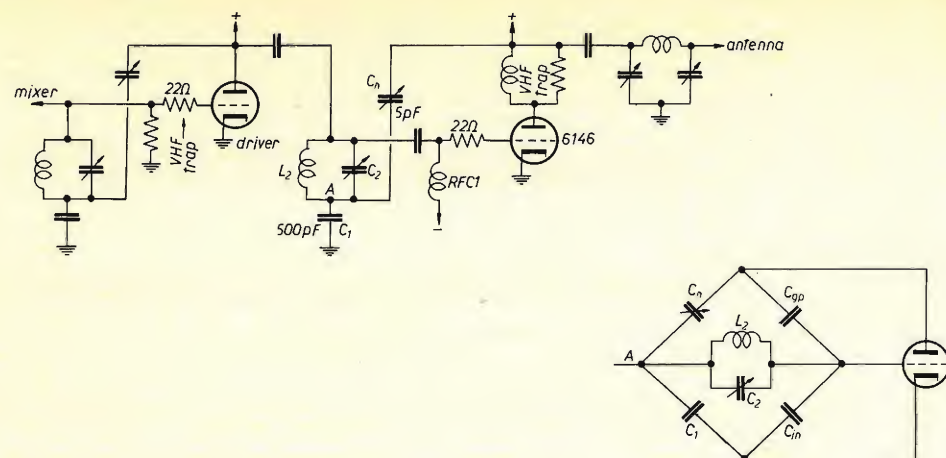 mixer
22Ω
VHF
trap
driver
+
L2
A
500pF C1
C2
Cn
5pF
RFC1
22Ω
+
VHF
trap
6146
antenna
−
Cn
Cgp
L2
A
C2
C1
Cin